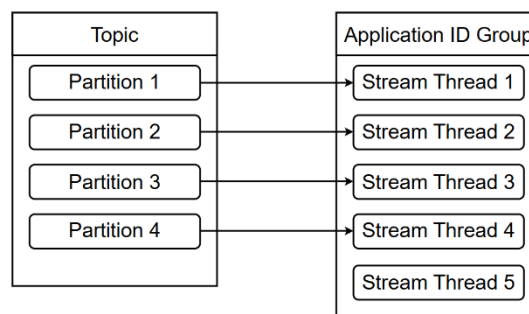 Topic
Partition 1
Partition 2
Partition 3
Partition 4
Application ID Group
Stream Thread 1
Stream Thread 2
Stream Thread 3
Stream Thread 4
Stream Thread 5